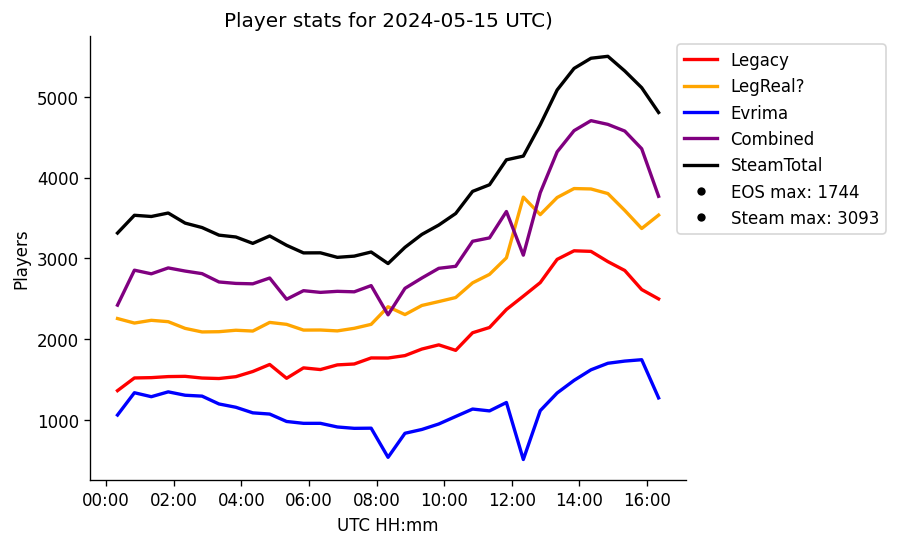 Player stats for 2024-05-15 UTC)
Legacy
LegReal?
Evrima
Combined
SteamTotal
EOS max: 1744
Steam max: 3093
Players
5000
4000
3000
2000
1000
00:00 02:00 04:00 06:00 08:00 10:00 12:00 14:00 16:00
UTC HH:mm